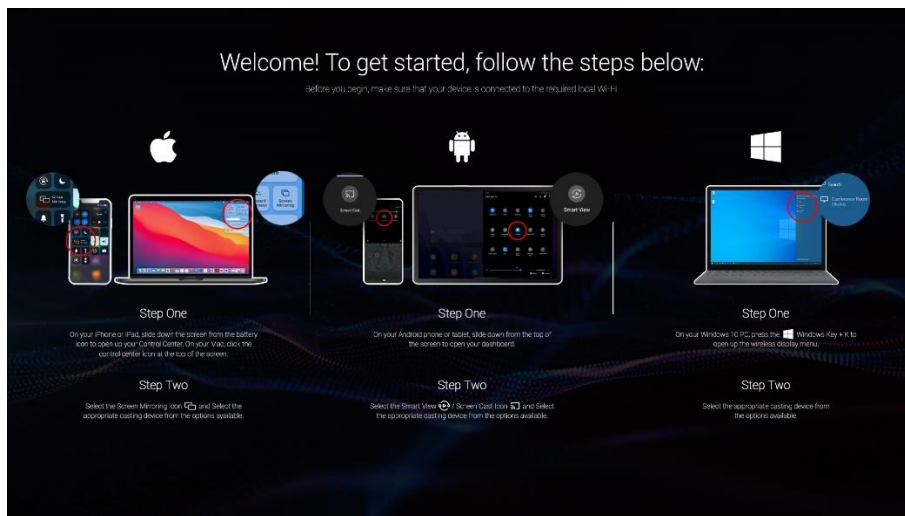 Welcome! To get started, follow the steps below:
Before you begin, make sure that your device is connected to the required local Wi-Fi
Screen
Mirroring
Screen
Mirroring
Step One
On your iPhone or iPad, slide down the screen from the battery
icon to open up your Control Center. On your Mac, click the
control center icon at the top of the screen.
Step Two
Select the Screen Mirroring icon and Select the
appropriate casting device from the options available.
Screen Cast
Smart View
Step One
On your Android phone or tablet, slide down from the top of
the screen to open your dashboard.
Step Two
Select the Smart View / Screen Cast Icon and Select
the appropriate casting device from the options available.
Search
Conference Room
Display
Step One
On your Windows 10 PC, press the Windows Key + K to
open up the wireless display menu.
Step Two
Select the appropriate casting device from
the options available